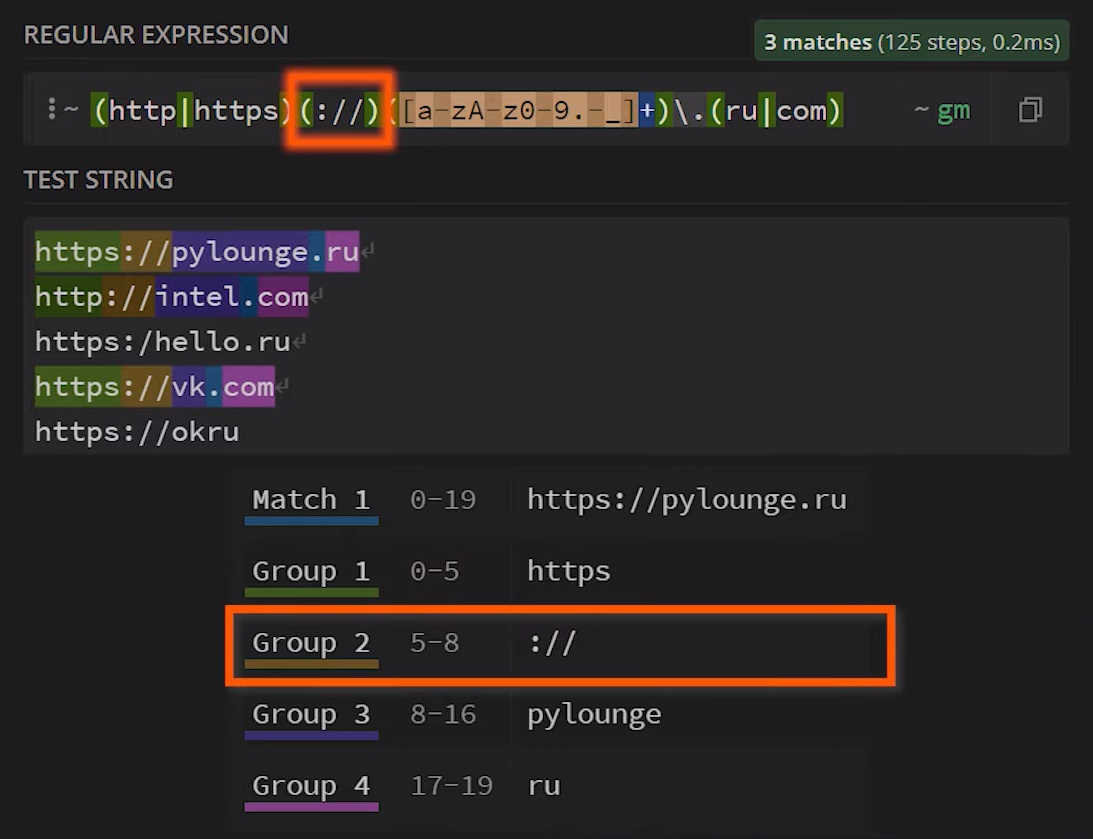 REGULAR EXPRESSION
3 matches (125 steps, 0.2ms)
~ (http|https)(://)([a-zA-z0-9.-_]+)\.(ru|com) ~ gm
TEST STRING
https://pylounge.ru
http://intel.com
https:/hello.ru
https://vk.com
https://okru
Match 1 0-19 https://pylounge.ru
Group 1 0-5 https
Group 2 5-8 ://
Group 3 8-16 pylounge
Group 4 17-19 ru